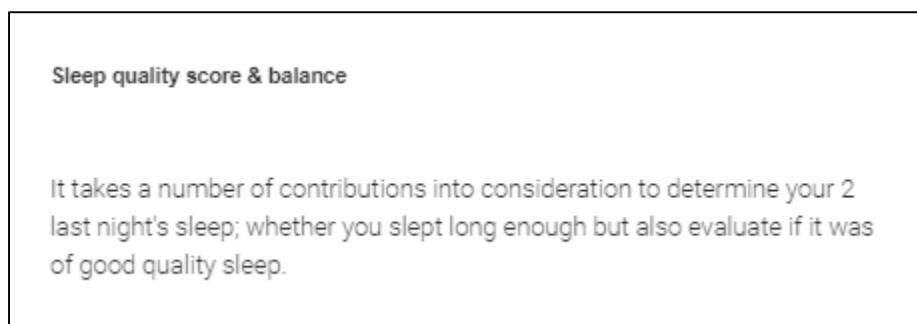 Sleep quality score & balance
It takes a number of contributions into consideration to determine your 2
last night's sleep; whether you slept long enough but also evaluate if it was
of good quality sleep.